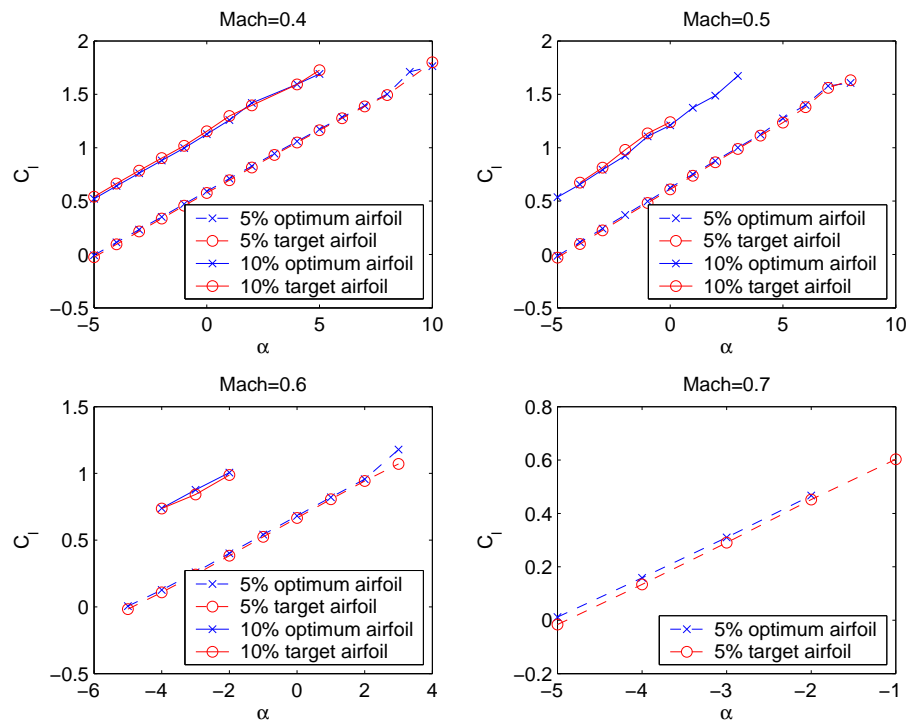 Mach=0.4
2
1.5
1
0.5
0
−0.5
C_l
−5
0
5
10
α
5% optimum airfoil
5% target airfoil
10% optimum airfoil
10% target airfoil
Mach=0.5
2
1.5
1
0.5
0
−0.5
C_l
−5
0
5
10
α
5% optimum airfoil
5% target airfoil
10% optimum airfoil
10% target airfoil
Mach=0.6
1.5
1
0.5
0
−0.5
C_l
−6
−4
−2
0
2
4
α
5% optimum airfoil
5% target airfoil
10% optimum airfoil
10% target airfoil
Mach=0.7
0.8
0.6
0.4
0.2
0
−0.2
C_l
−5
−4
−3
−2
−1
α
5% optimum airfoil
5% target airfoil